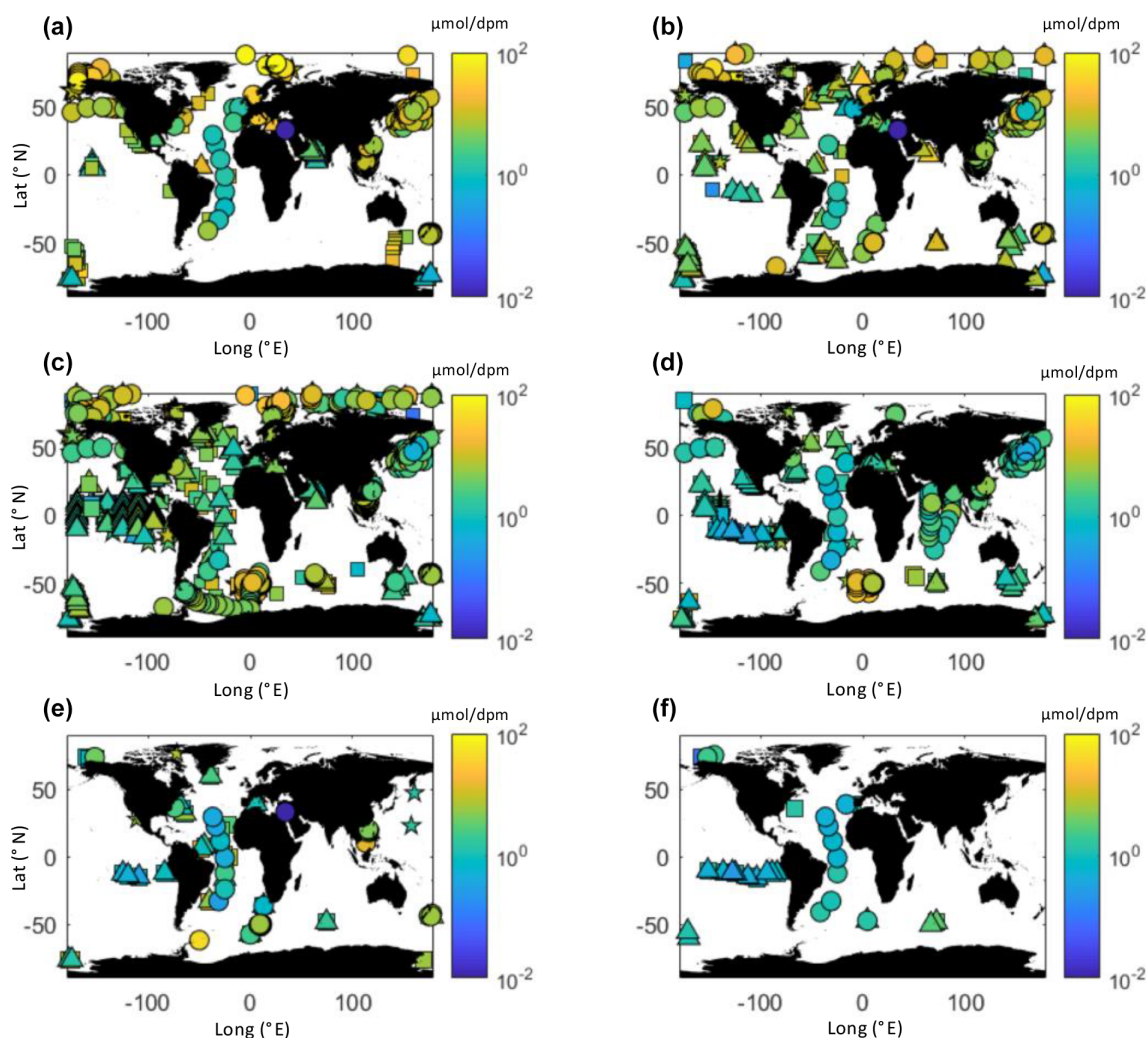 (a) µmol/dpm (b) µmol/dpm
10² 10²
50 50
Lat (° N) 0 10⁰ 0 10⁰
-50 -50
10⁻² 10⁻²
-100 0 100 -100 0 100
Long (° E) Long (° E)
(c) µmol/dpm (d) µmol/dpm
10² 10²
50 50
Lat (° N) 0 10⁰ 0 10⁰
-50 -50
10⁻² 10⁻²
-100 0 100 -100 0 100
Long (° E) Long (° E)
(e) µmol/dpm (f) µmol/dpm
10² 10²
50 50
Lat (° N) 0 10⁰ 0 10⁰
-50 -50
10⁻² 10⁻²
-100 0 100 -100 0 100
Long (° E) Long (° E)